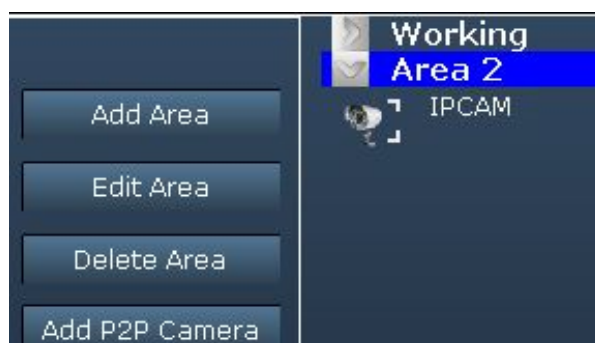 Add Area
Edit Area
Delete Area
Add P2P Camera
Working
Area 2
IPCAM